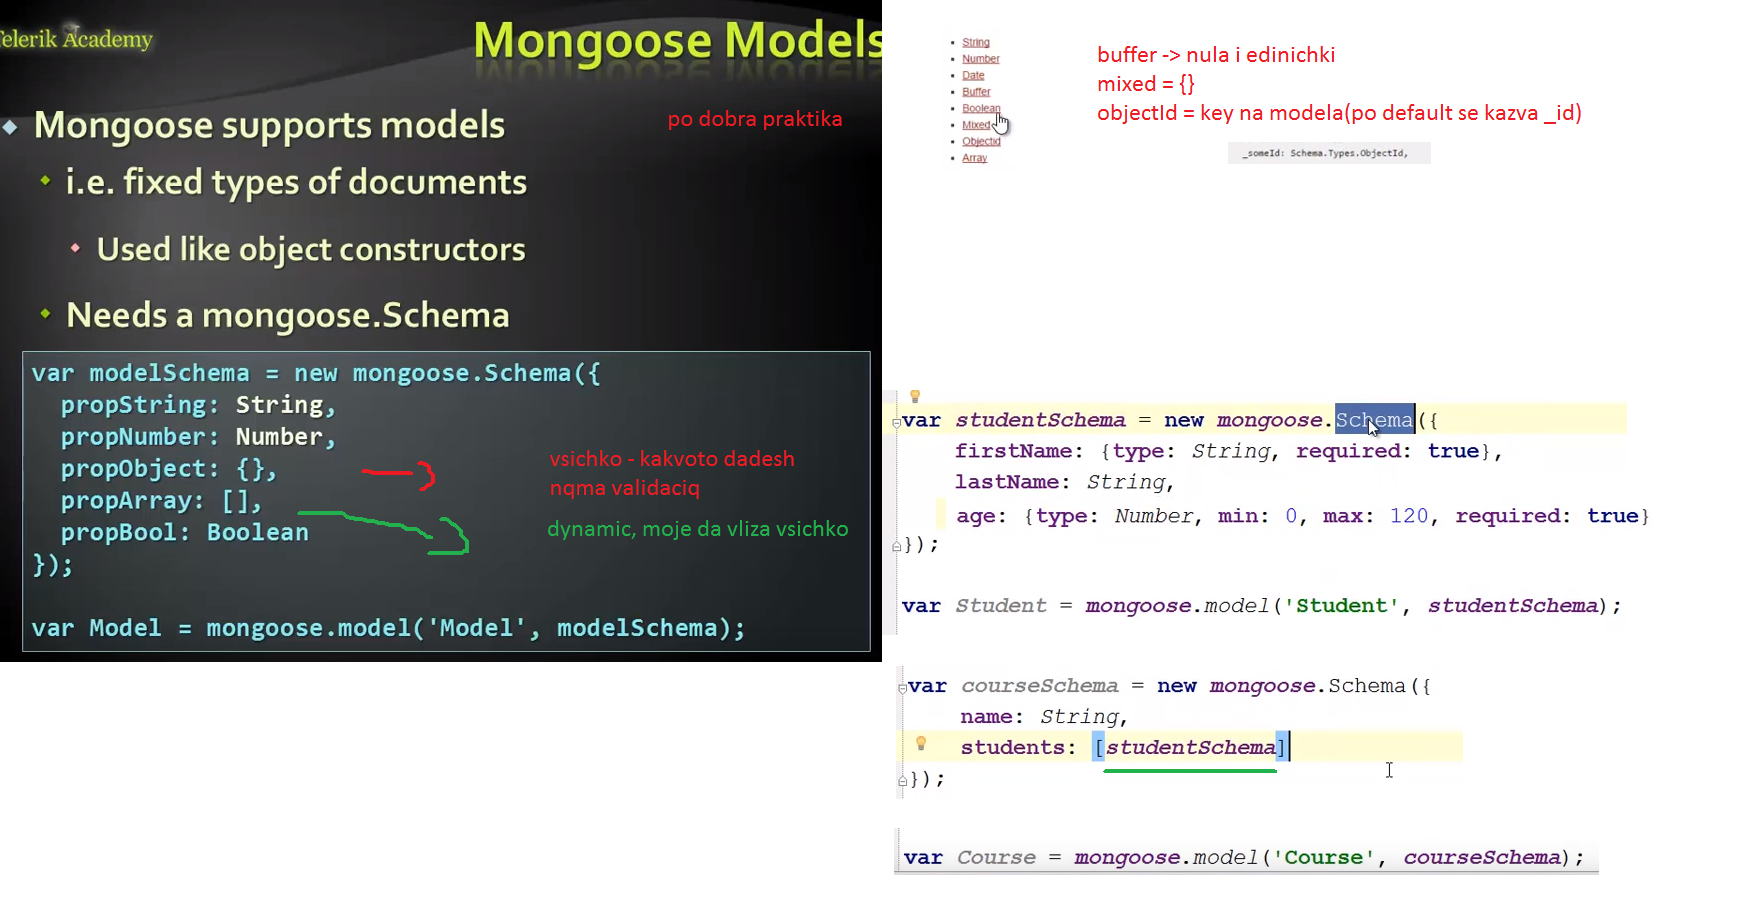 Telerik Academy
Mongoose Models
po dobra praktika
Mongoose supports models
i.e. fixed types of documents
Used like object constructors
Needs a mongoose.Schema
var modelSchema = new mongoose.Schema({
propString: String,
propNumber: Number,
propObject: {},
propArray: [],
propBool: Boolean
});
var Model = mongoose.model('Model', modelSchema);
vsichko - kakvoto dadesh
nqma validaciq
dynamic, moje da vliza vsichko
String
Number
Date
Buffer
Boolean
Mixed
Objectid
Array
buffer -> nula i edinichki
mixed = {}
objectId = key na modela(po default se kazva _id)
_someId: Schema.Types.ObjectId,
var studentSchema = new mongoose.Schema({
firstName: {type: String, required: true},
lastName: String,
age: {type: Number, min: 0, max: 120, required: true}
});
var Student = mongoose.model('Student', studentSchema);
var courseSchema = new mongoose.Schema({
name: String,
students: [studentSchema]
});
var Course = mongoose.model('Course', courseSchema);